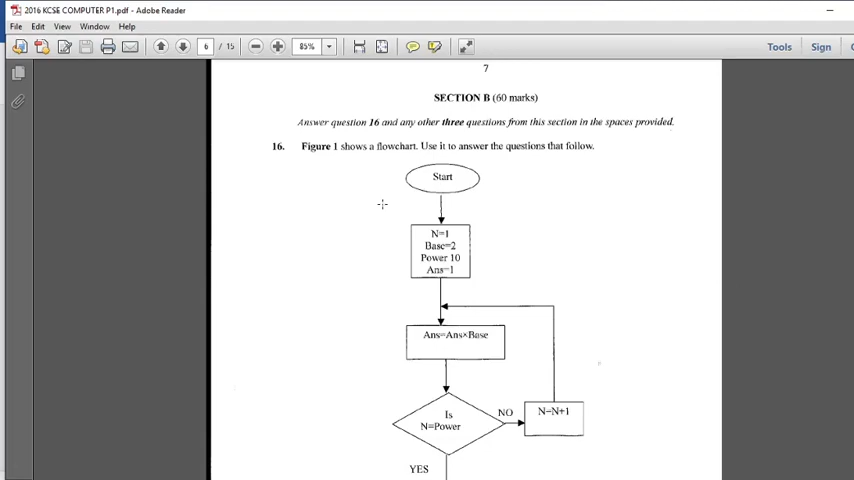 2016 KCSE COMPUTER P1.pdf - Adobe Reader
File Edit View Window Help
6 / 15 85% Tools Sign
7
SECTION B (60 marks)
Answer question 16 and any other three questions from this section in the spaces provided.
16. Figure 1 shows a flowchart. Use it to answer the questions that follow.
Start
N=1
Base=2
Power 10
Ans=1
Ans=Ans×Base
Is
N=Power
NO
N=N+1
YES